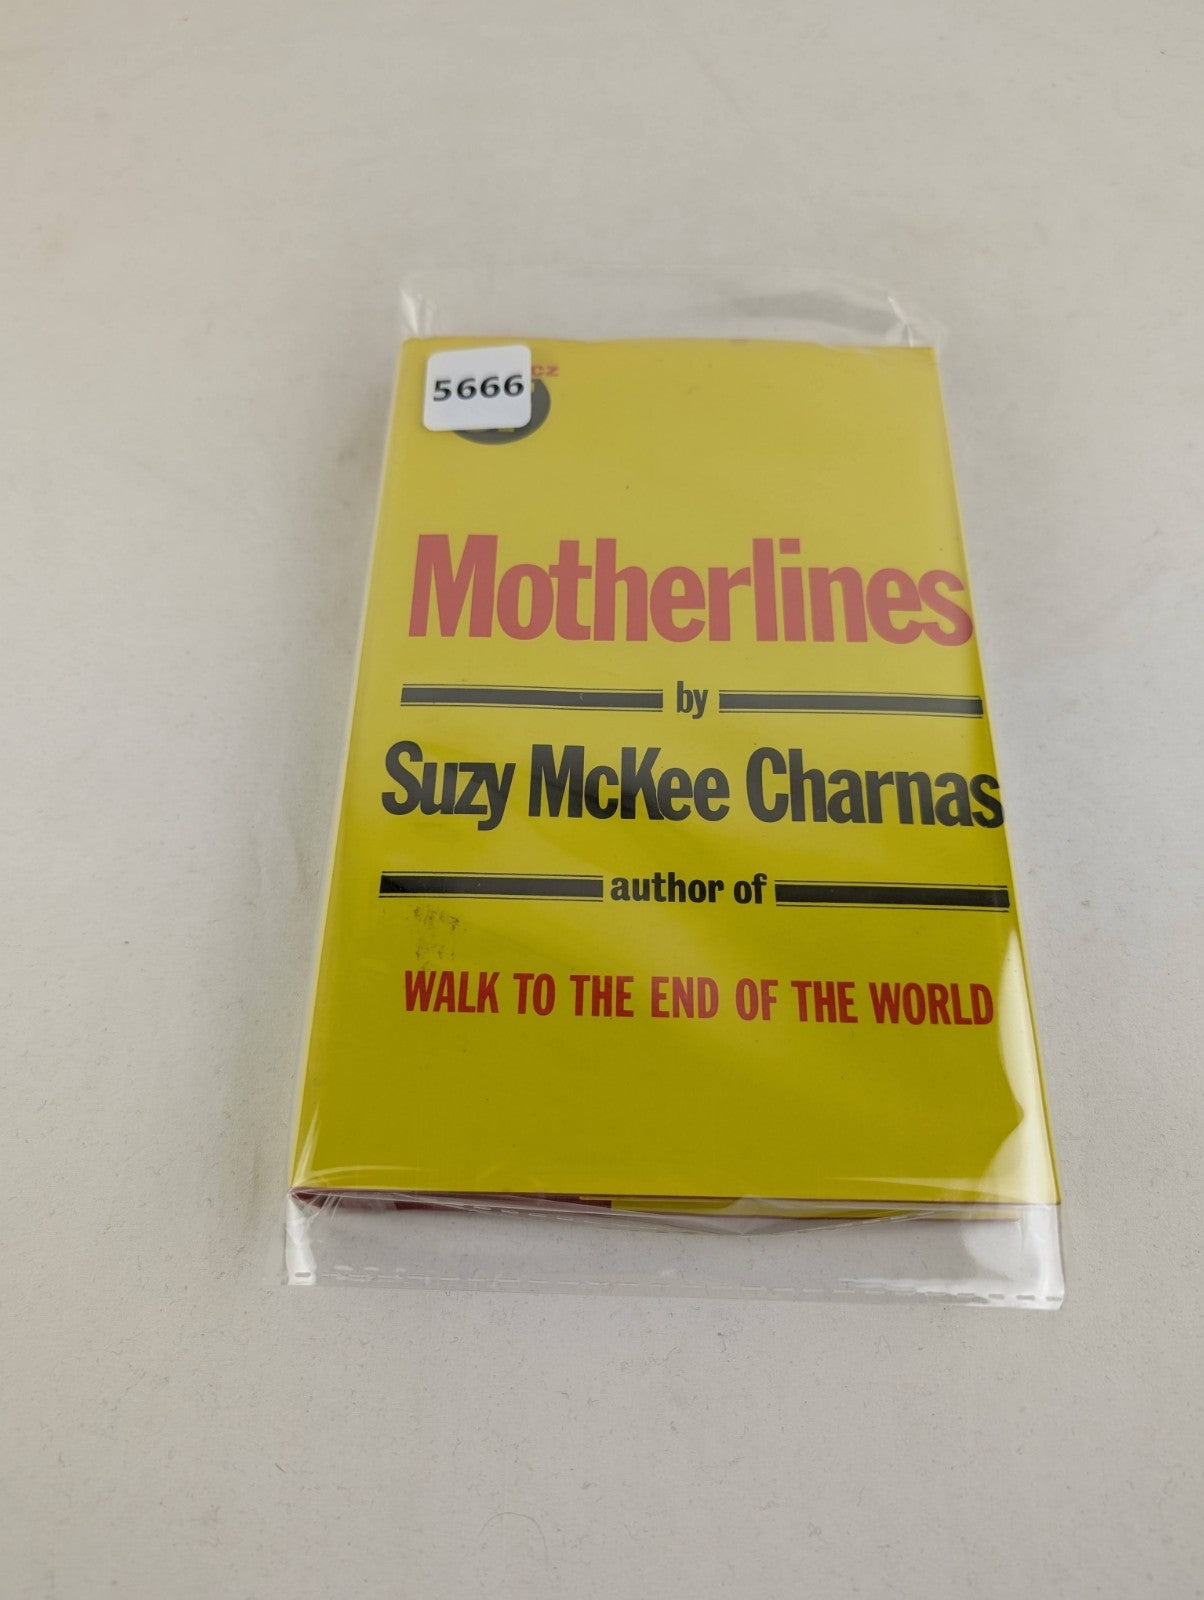 5666
Motherlines
by
Suzy McKee Charnas
author of
WALK TO THE END OF THE WORLD